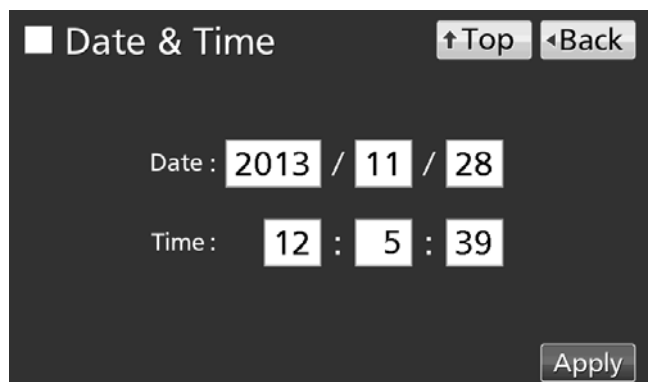 Date & Time ↑Top ◂Back
Date : 2013 / 11 / 28
Time : 12 : 5 : 39
Apply